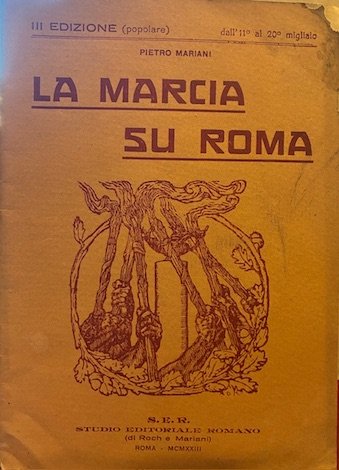 III EDIZIONE (popolare) dall'11° al 20° migliaio
PIETRO MARIANI
LA MARCIA
SU ROMA
S.E.R.
STUDIO EDITORIALE ROMANO
(di Roch e Mariani)
ROMA - MCMXXIII